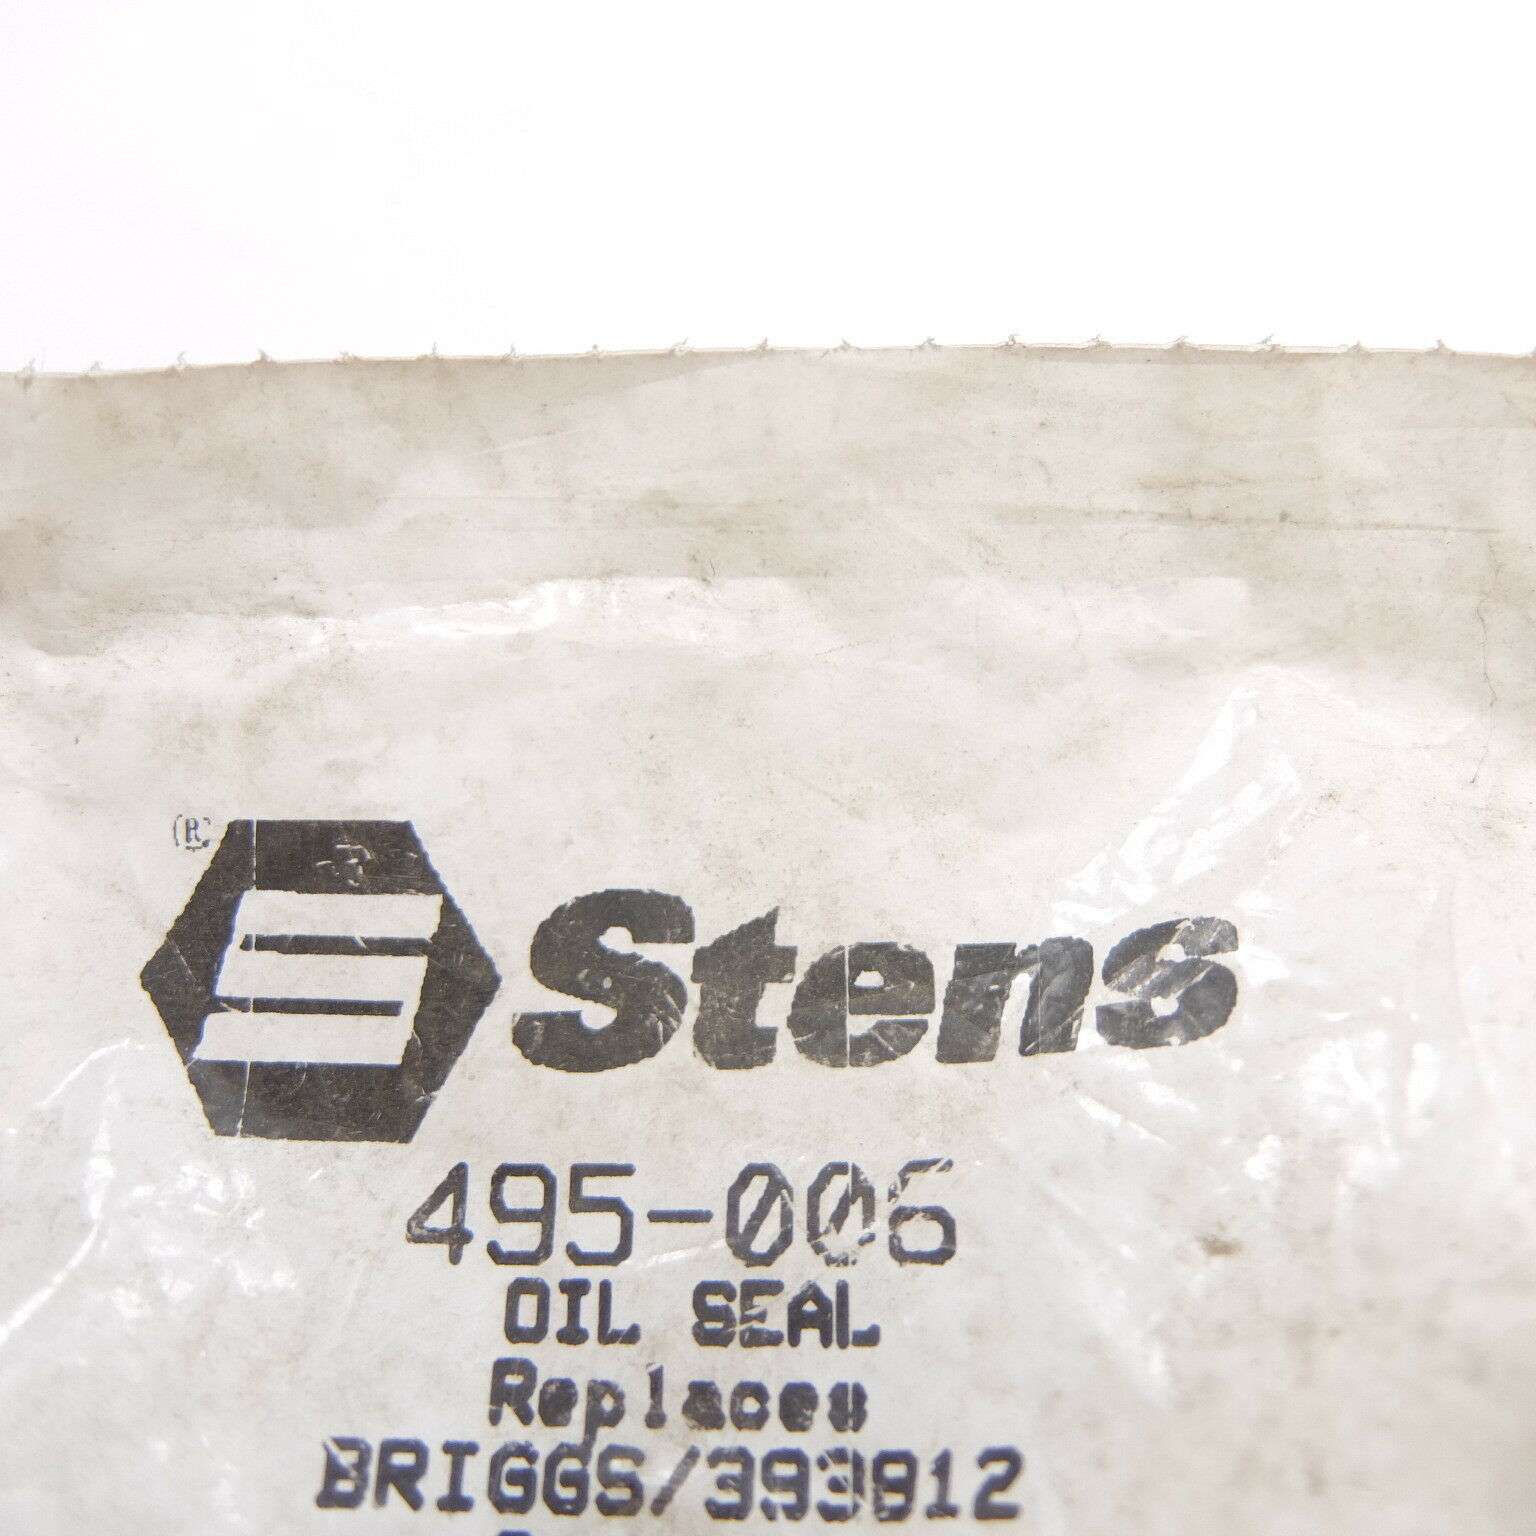 (R)
Stens
495-006
OIL SEAL
Replaces
BRIGGS/393812